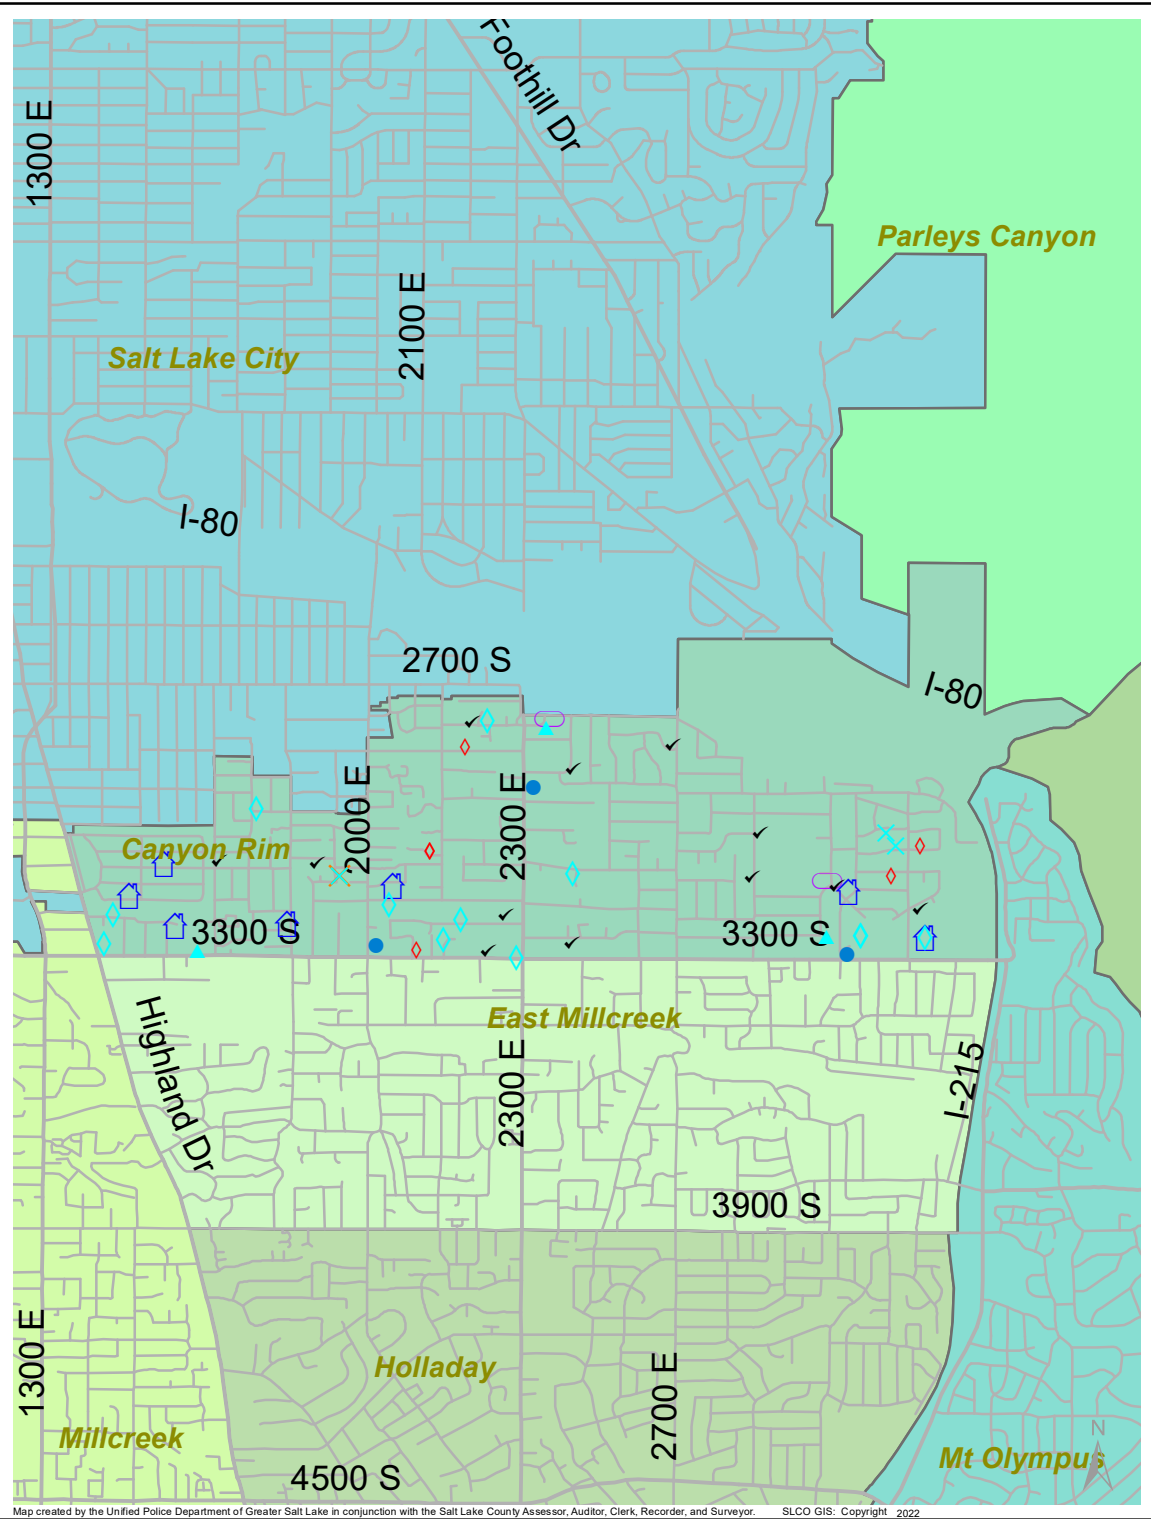 Foothill Dr
1300 E
Parleys Canyon
2100 E
Salt Lake City
I-80
2700 S
I-80
2000 E
2300 E
Canyon Rim
3300 S
3300 S
East Millcreek
Highland Dr
2300 E
I-215
3900 S
1300 E
Holladay
2700 E
Millcreek
N
Mt Olympus
4500 S
Map created by the Unified Police Department of Greater Salt Lake in conjunction with the Salt Lake County Assessor, Auditor, Clerk, Recorder, and Surveyor. SLCO GIS: Copyright 2022